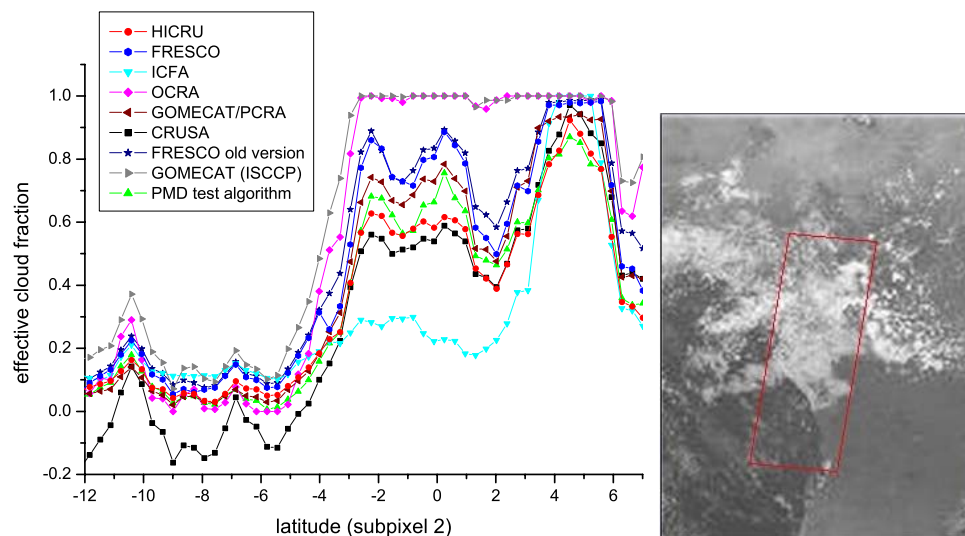 HICRU
FRESCO
ICFA
OCRA
GOMECAT/PCRA
CRUSA
FRESCO old version
GOMECAT (ISCCP)
PMD test algorithm
effective cloud fraction
1.0
0.8
0.6
0.4
0.2
0.0
-0.2
-12 -10 -8 -6 -4 -2 0 2 4 6
latitude (subpixel 2)